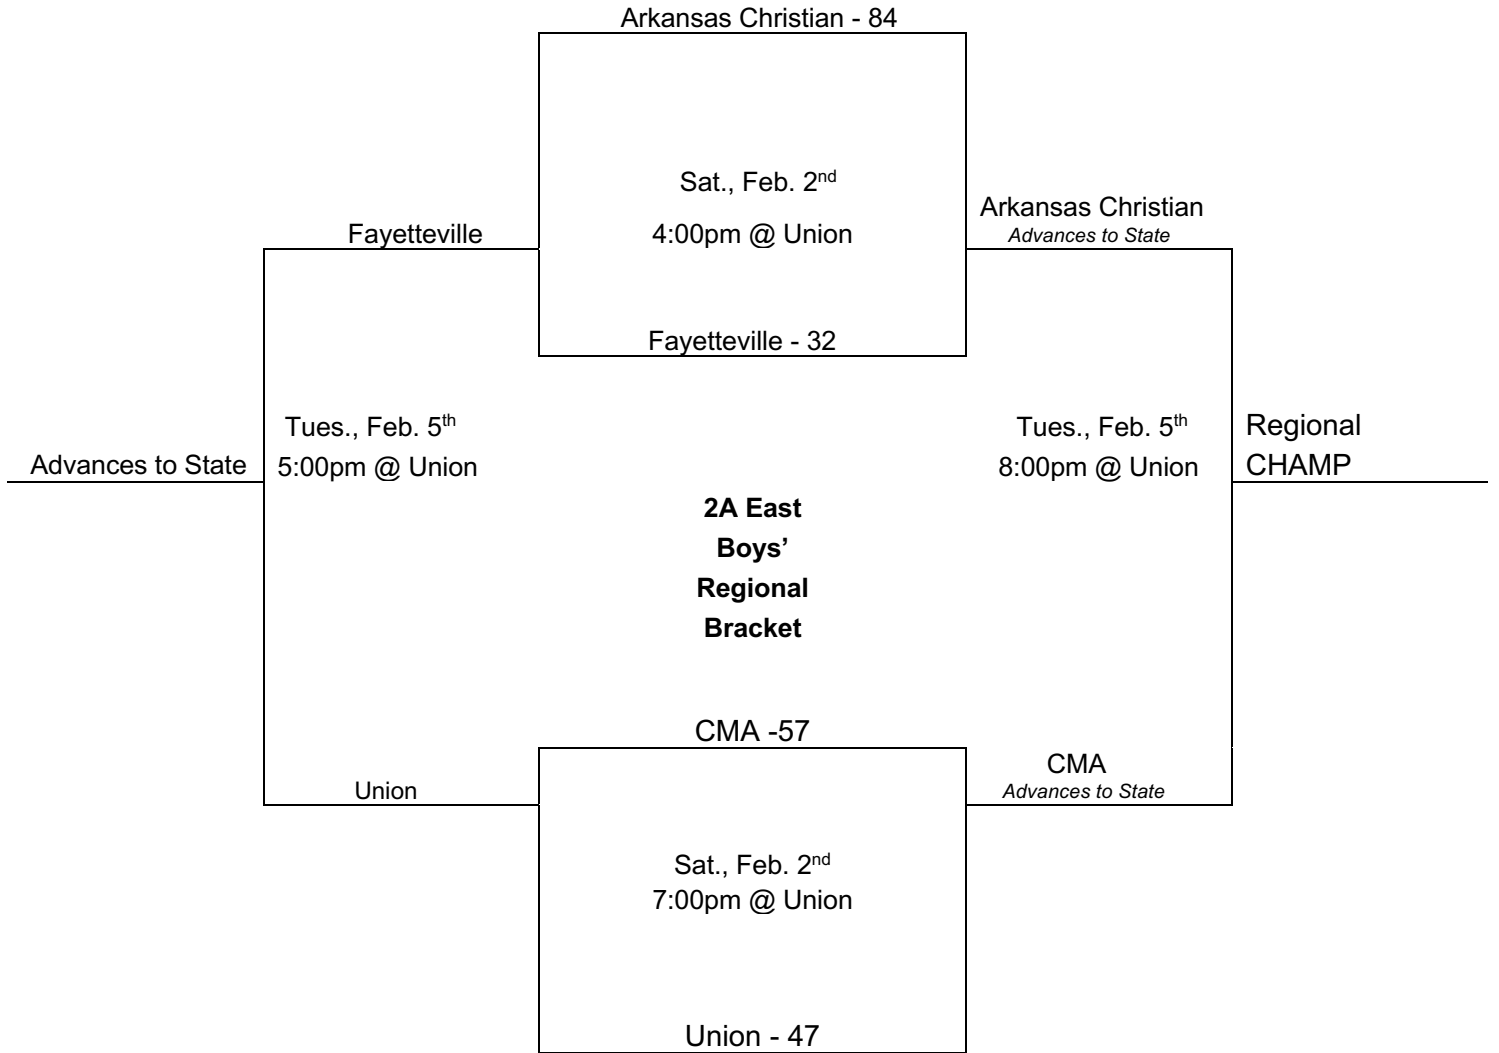 Arkansas Christian - 84
Sat., Feb. 2nd
4:00pm @ Union
Arkansas Christian
Advances to State
Fayetteville
Fayetteville - 32
Tues., Feb. 5th
5:00pm @ Union
Advances to State
Tues., Feb. 5th
8:00pm @ Union
Regional
CHAMP
2A East
Boys’
Regional
Bracket
CMA -57
CMA
Advances to State
Union
Sat., Feb. 2nd
7:00pm @ Union
Union - 47